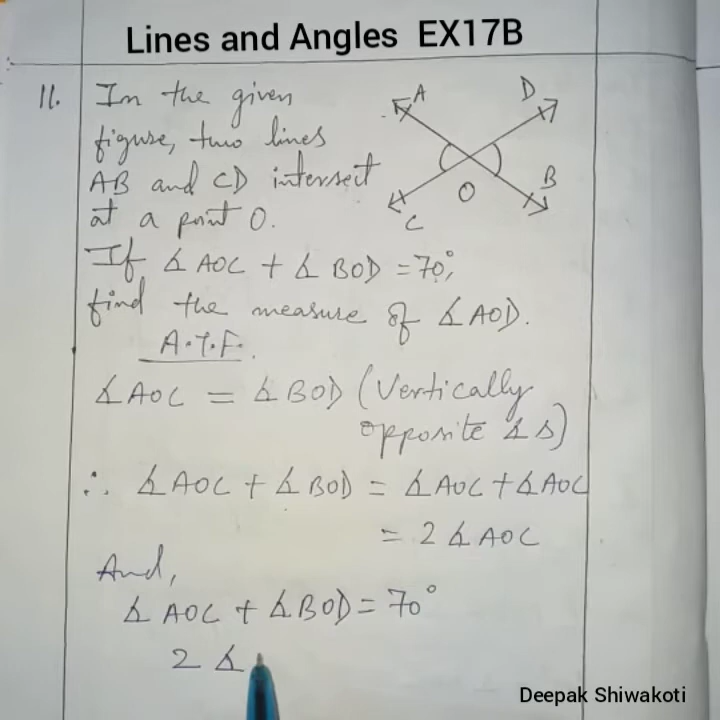 Lines and Angles EX17B
11. In the given
figure, two lines
AB and CD intersect
at a point O.
A
D
O
B
C
If ∡ AOC + ∡ BOD = 70°,
find the measure of ∡AOD.
A.T.F.
∡AOC = ∡BOD (Vertically
opposite ∡s)
∴ ∡AOC + ∡BOD = ∡AOC + ∡AOC
= 2 ∡AOC
And,
∡ AOC + ∡BOD = 70°
2 ∡
Deepak Shiwakoti